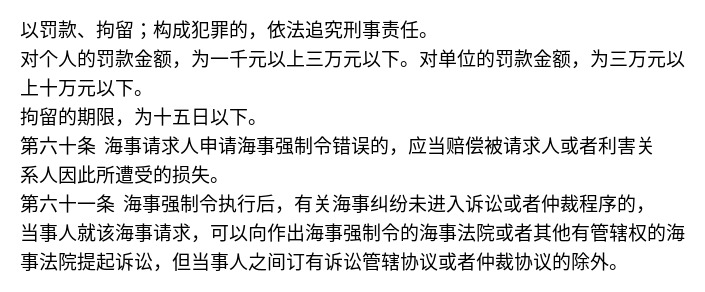 以罚款、拘留；构成犯罪的，依法追究刑事责任。
对个人的罚款金额，为一千元以上三万元以下。对单位的罚款金额，为三万元以
上十万元以下。
拘留的期限，为十五日以下。
第六十条 海事请求人申请海事强制令错误的，应当赔偿被请求人或者利害关
系人因此所遭受的损失。
第六十一条 海事强制令执行后，有关海事纠纷未进入诉讼或者仲裁程序的，
当事人就该海事请求，可以向作出海事强制令的海事法院或者其他有管辖权的海
事法院提起诉讼，但当事人之间订有诉讼管辖协议或者仲裁协议的除外。